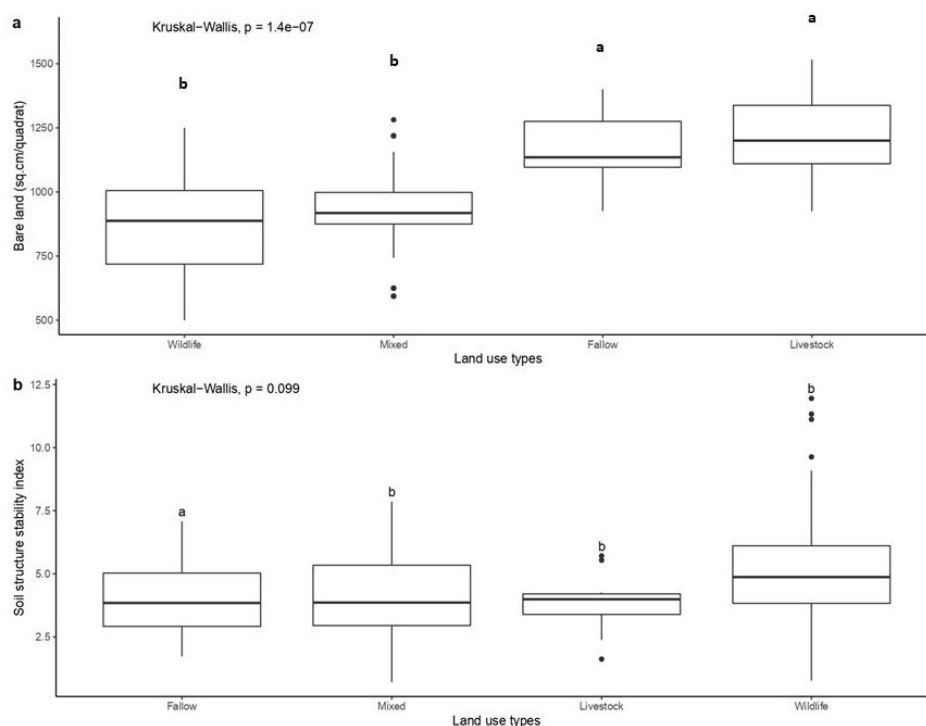 a
Kruskal−Wallis, p = 1.4e−07
b b a a
Bare land (sq.cm/quadrat)
1500
1250
1000
750
500
Wildlife Mixed Fallow Livestock
Land use types
b
Kruskal−Wallis, p = 0.099
a b b b
Soil structure stability index
12.5
10.0
7.5
5.0
2.5
Fallow Mixed Livestock Wildlife
Land use types